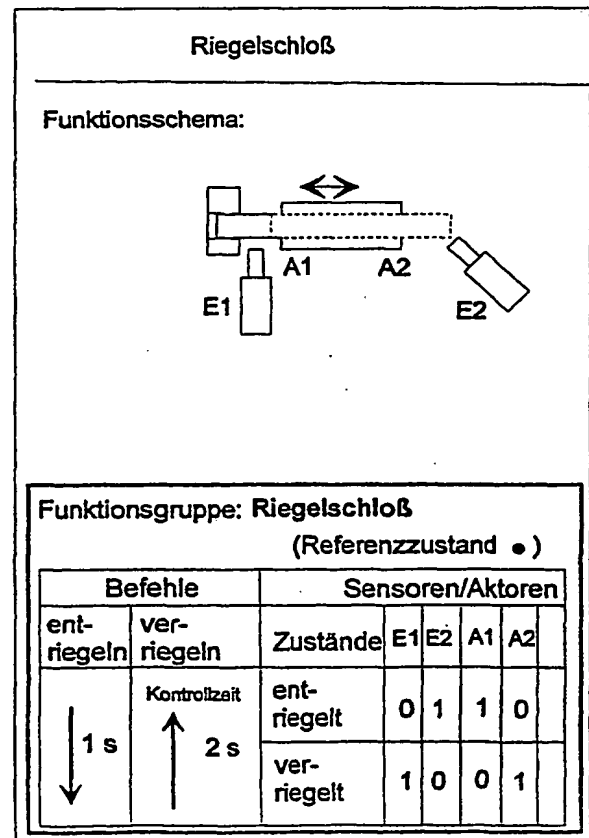 Riegelschloß
Funktionsschema:
A1 A2
E1 E2
Funktionsgruppe: Riegelschloß
(Referenzzustand ● )
Befehle Sensoren/Aktoren
ent-
riegeln
ver-
riegeln
Zustände E1 E2 A1 A2
Kontrollzeit
1 s 2 s
ent-
riegelt 0 1 1 0
ver-
riegelt 1 0 0 1